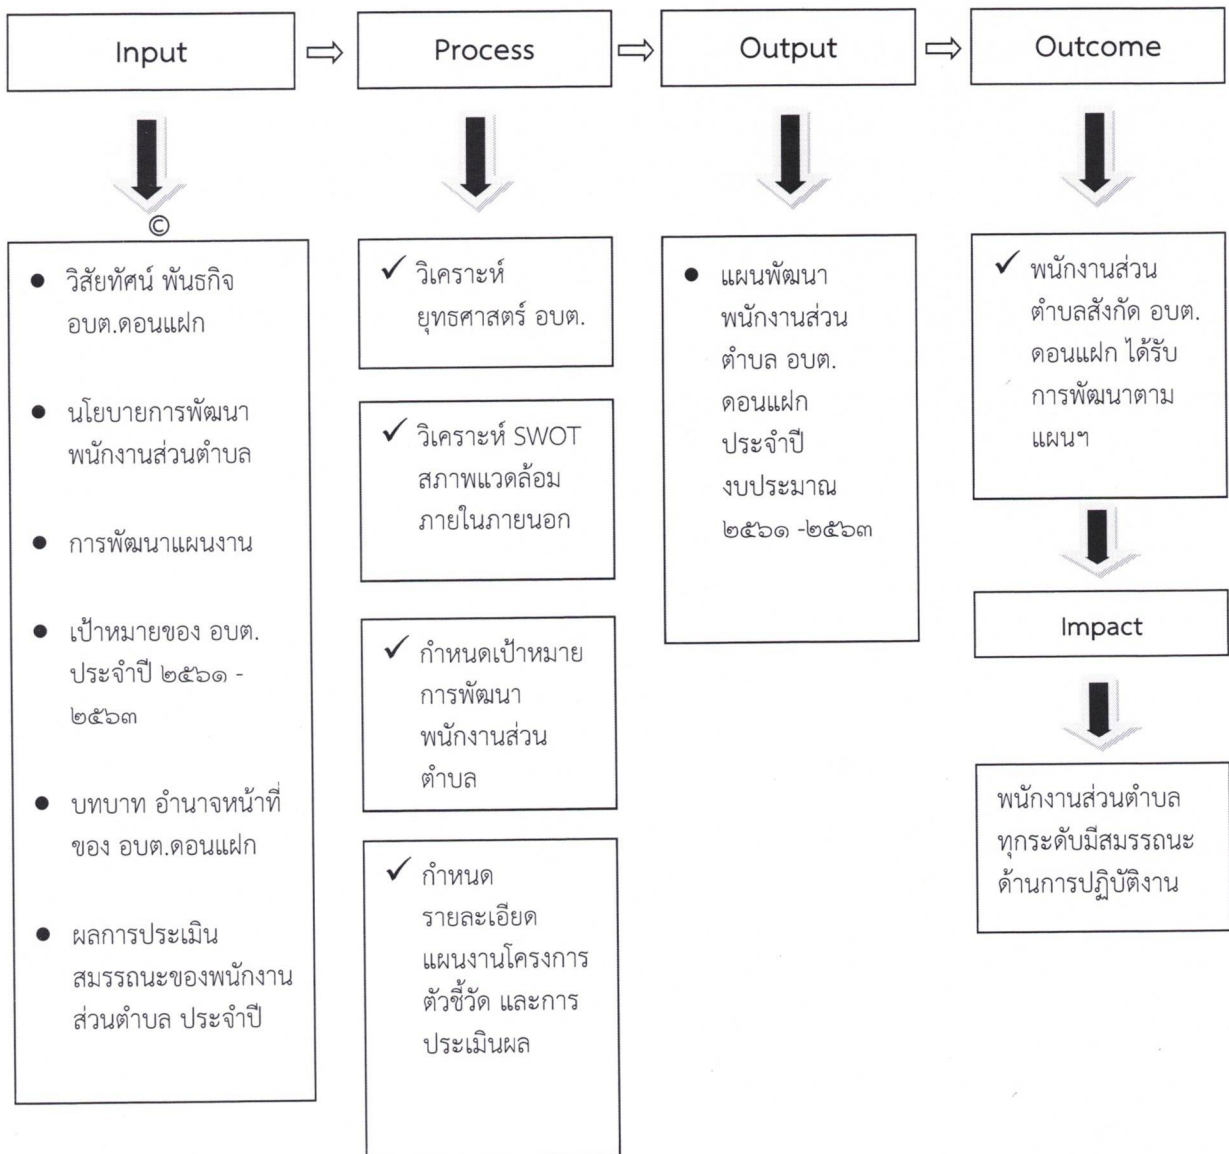 Input
Process
Output
Outcome
©
● วิสัยทัศน์ พันธกิจ
อบต.ดอนแฝก
● นโยบายการพัฒนา
พนักงานส่วนตำบล
● การพัฒนาแผนงาน
● เป้าหมายของ อบต.
ประจำปี ๒๕๖๑ -
๒๕๖๓
● บทบาท อำนาจหน้าที่
ของ อบต.ดอนแฝก
● ผลการประเมิน
สมรรถนะของพนักงาน
ส่วนตำบล ประจำปี
✓ วิเคราะห์
ยุทธศาสตร์ อบต.
✓ วิเคราะห์ SWOT
สภาพแวดล้อม
ภายในภายนอก
✓ กำหนดเป้าหมาย
การพัฒนา
พนักงานส่วน
ตำบล
✓ กำหนด
รายละเอียด
แผนงานโครงการ
ตัวชี้วัด และการ
ประเมินผล
● แผนพัฒนา
พนักงานส่วน
ตำบล อบต.
ดอนแฝก
ประจำปี
งบประมาณ
๒๕๖๑ -๒๕๖๓
✓ พนักงานส่วน
ตำบลสังกัด อบต.
ดอนแฝก ได้รับ
การพัฒนาตาม
แผนฯ
Impact
พนักงานส่วนตำบล
ทุกระดับมีสมรรถนะ
ด้านการปฏิบัติงาน